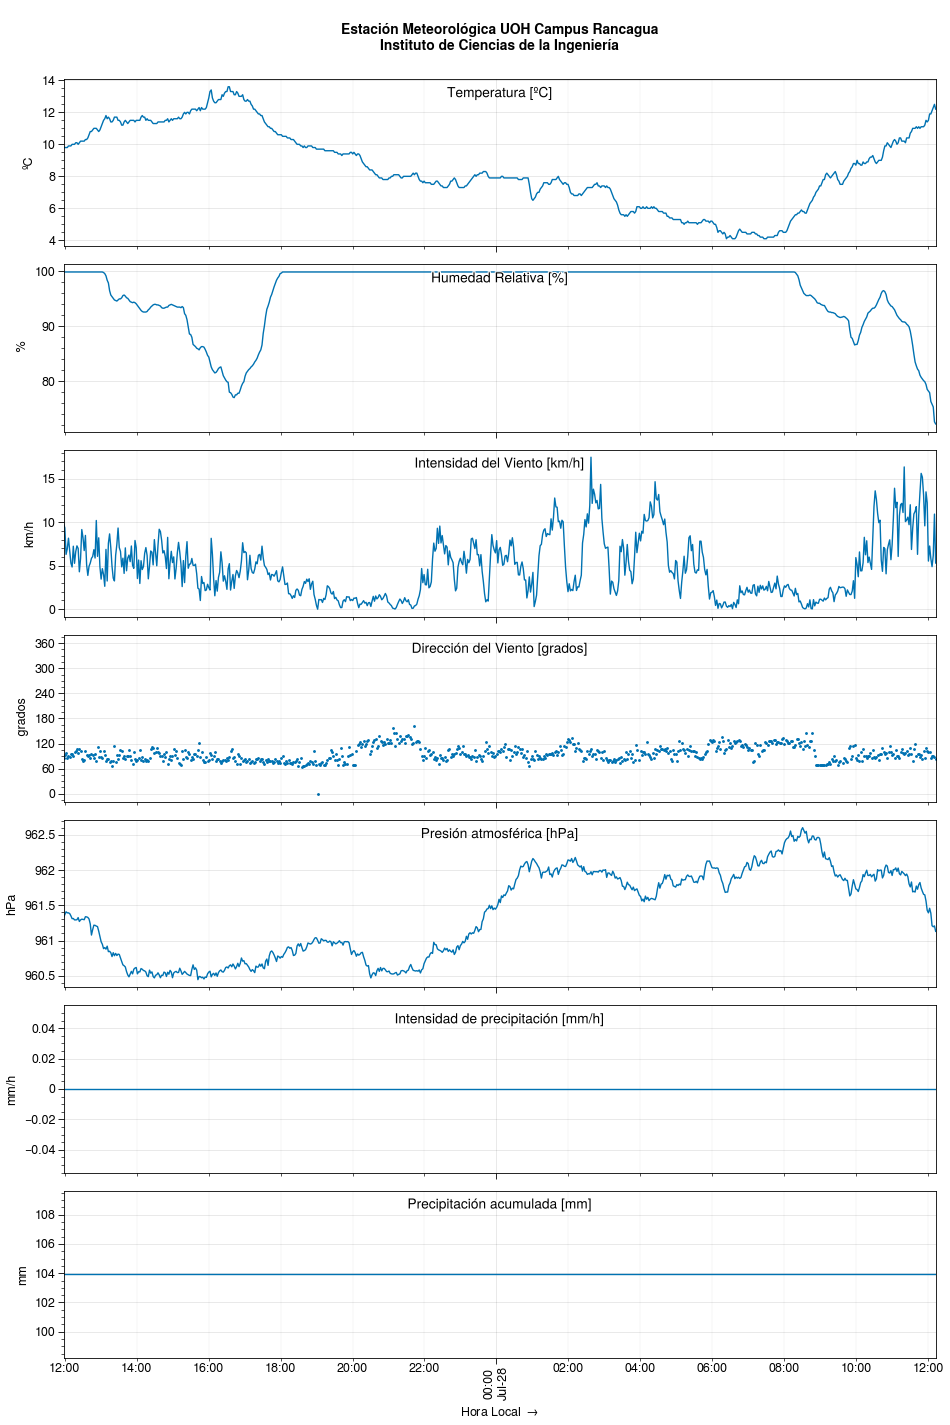 Estación Meteorológica UOH Campus Rancagua
Instituto de Ciencias de la Ingeniería
Temperatura [ºC]
ºC
14
12
10
8
6
4
Humedad Relativa [%]
%
100
90
80
Intensidad del Viento [km/h]
km/h
15
10
5
0
Dirección del Viento [grados]
grados
360
300
240
180
120
60
0
Presión atmosférica [hPa]
hPa
962.5
962
961.5
961
960.5
Intensidad de precipitación [mm/h]
mm/h
0.04
0.02
0
−0.02
−0.04
Precipitación acumulada [mm]
mm
108
106
104
102
100
12:00 14:00 16:00 18:00 20:00 22:00 00:00 02:00 04:00 06:00 08:00 10:00 12:00
Jul-28
Hora Local →